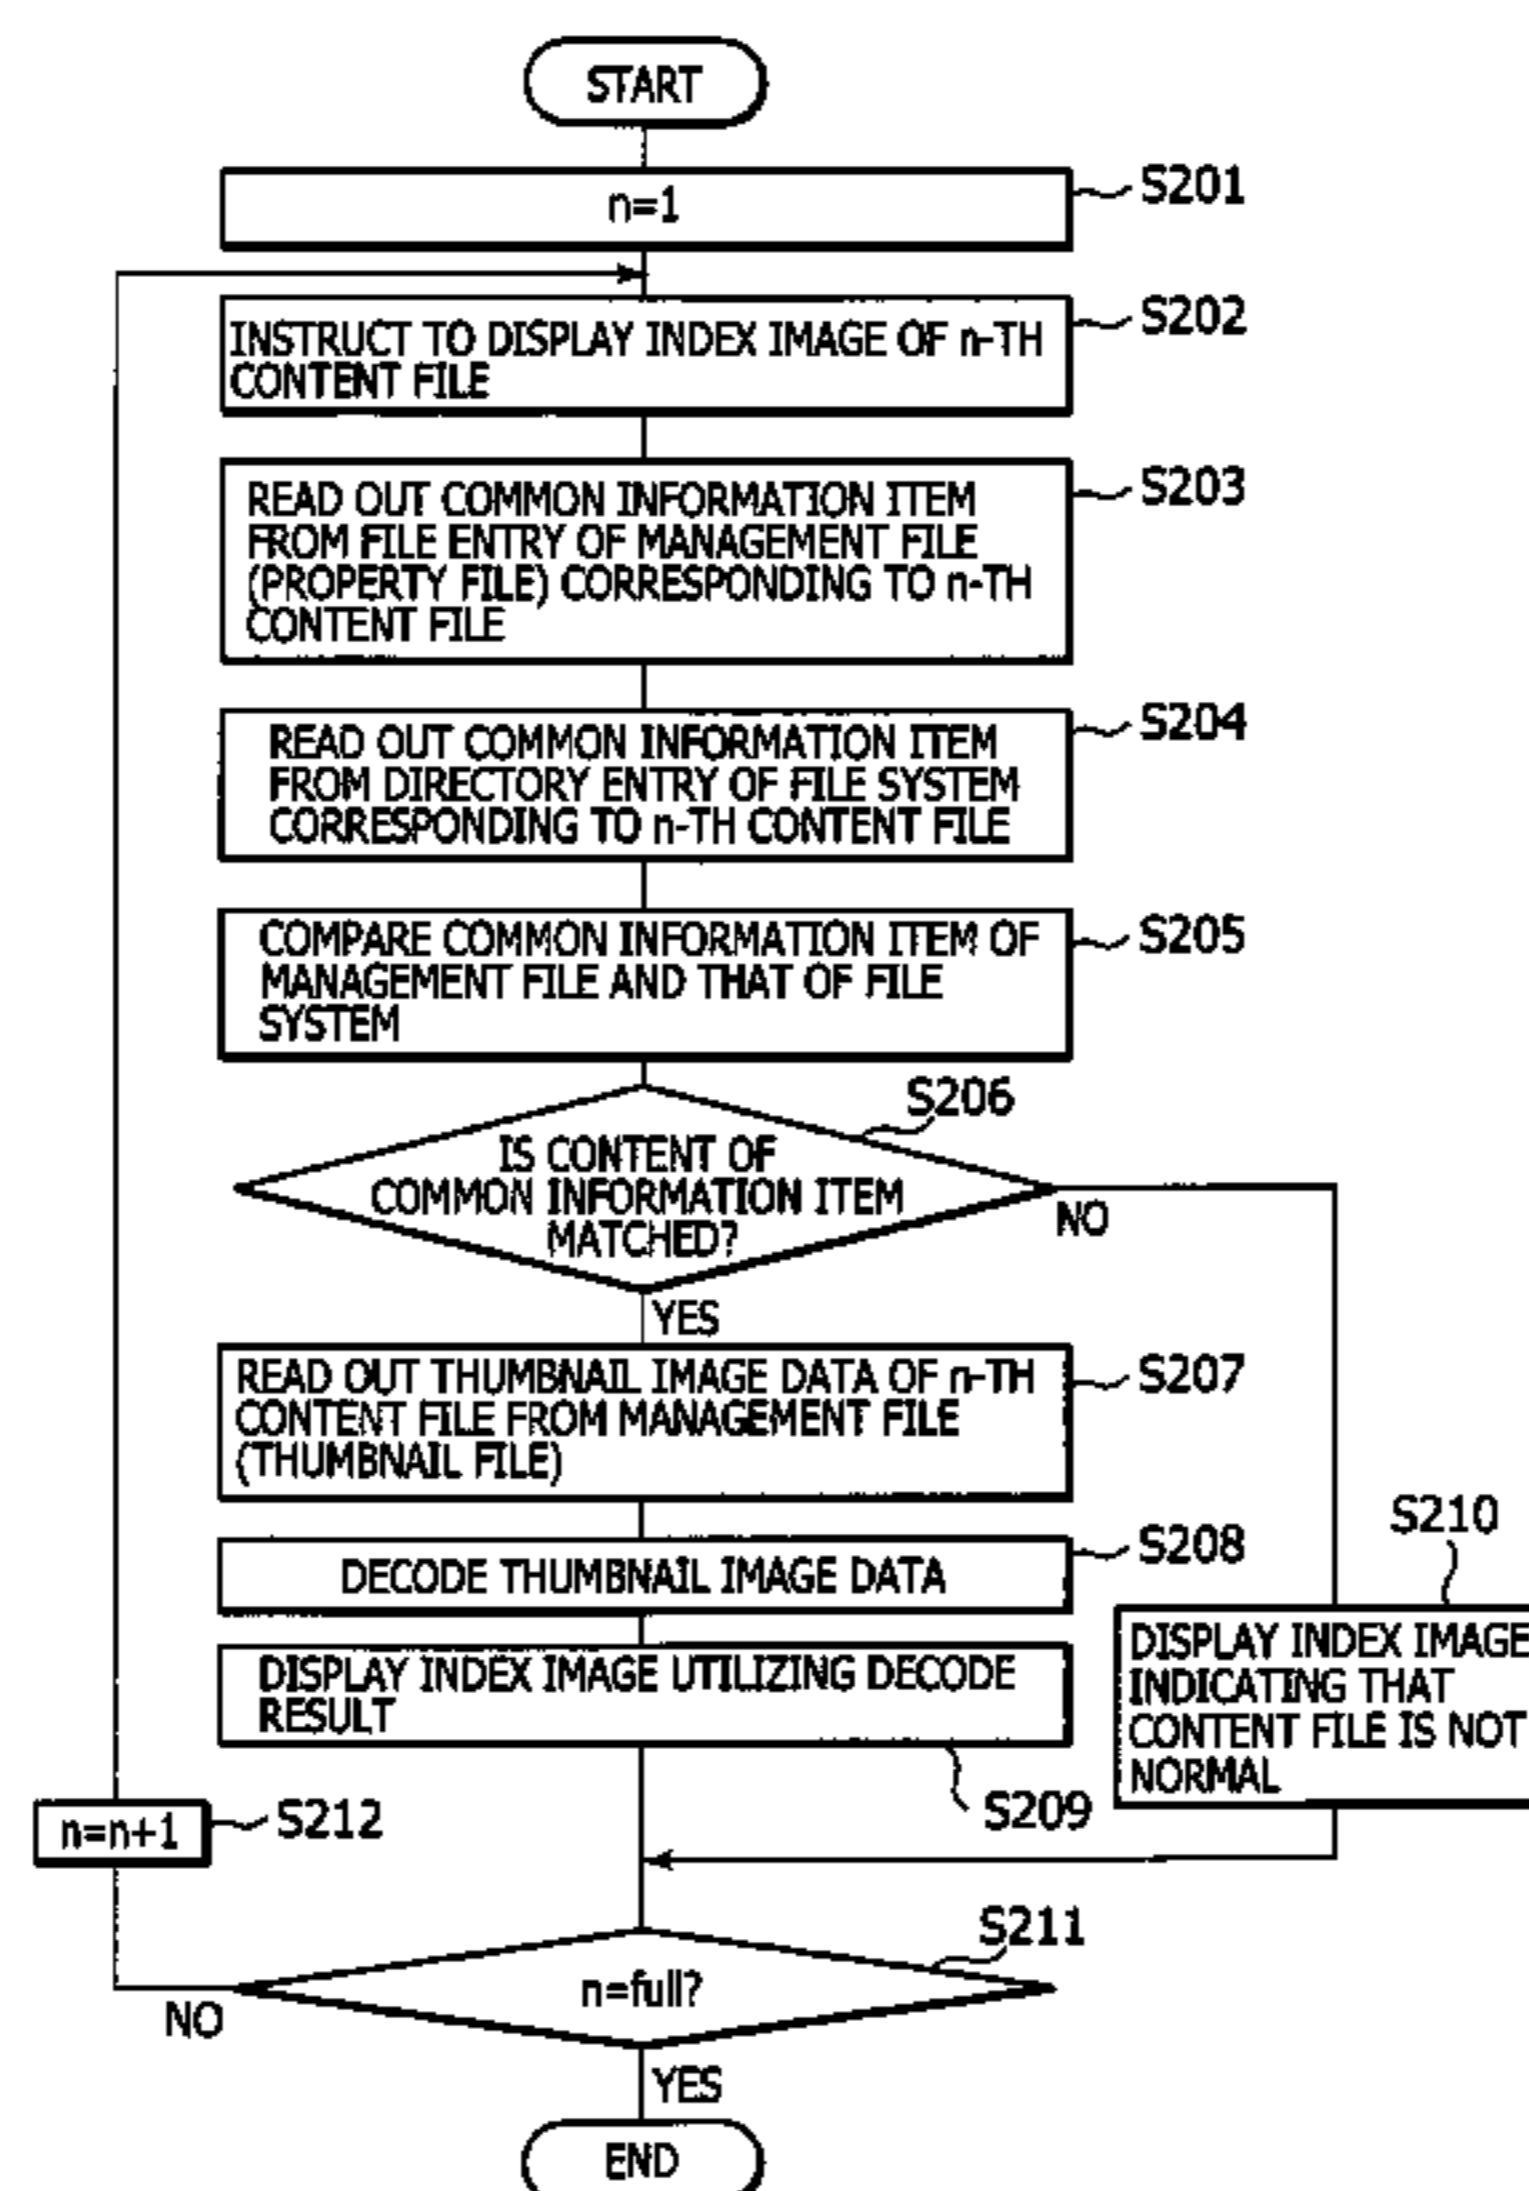 START
n=1
S201
INSTRUCT TO DISPLAY INDEX IMAGE OF n-TH
CONTENT FILE
S202
READ OUT COMMON INFORMATION ITEM
FROM FILE ENTRY OF MANAGEMENT FILE
(PROPERTY FILE) CORRESPONDING TO n-TH
CONTENT FILE
S203
READ OUT COMMON INFORMATION ITEM
FROM DIRECTORY ENTRY OF FILE SYSTEM
CORRESPONDING TO n-TH CONTENT FILE
S204
COMPARE COMMON INFORMATION ITEM OF
MANAGEMENT FILE AND THAT OF FILE
SYSTEM
S205
S206
IS CONTENT OF
COMMON INFORMATION ITEM
MATCHED?
NO
YES
READ OUT THUMBNAIL IMAGE DATA OF n-TH
CONTENT FILE FROM MANAGEMENT FILE
(THUMBNAIL FILE)
S207
DECODE THUMBNAIL IMAGE DATA
S208
DISPLAY INDEX IMAGE UTILIZING DECODE
RESULT
S209
S210
DISPLAY INDEX IMAGE
INDICATING THAT
CONTENT FILE IS NOT
NORMAL
n=n+1
S212
S211
n=full?
NO
YES
END